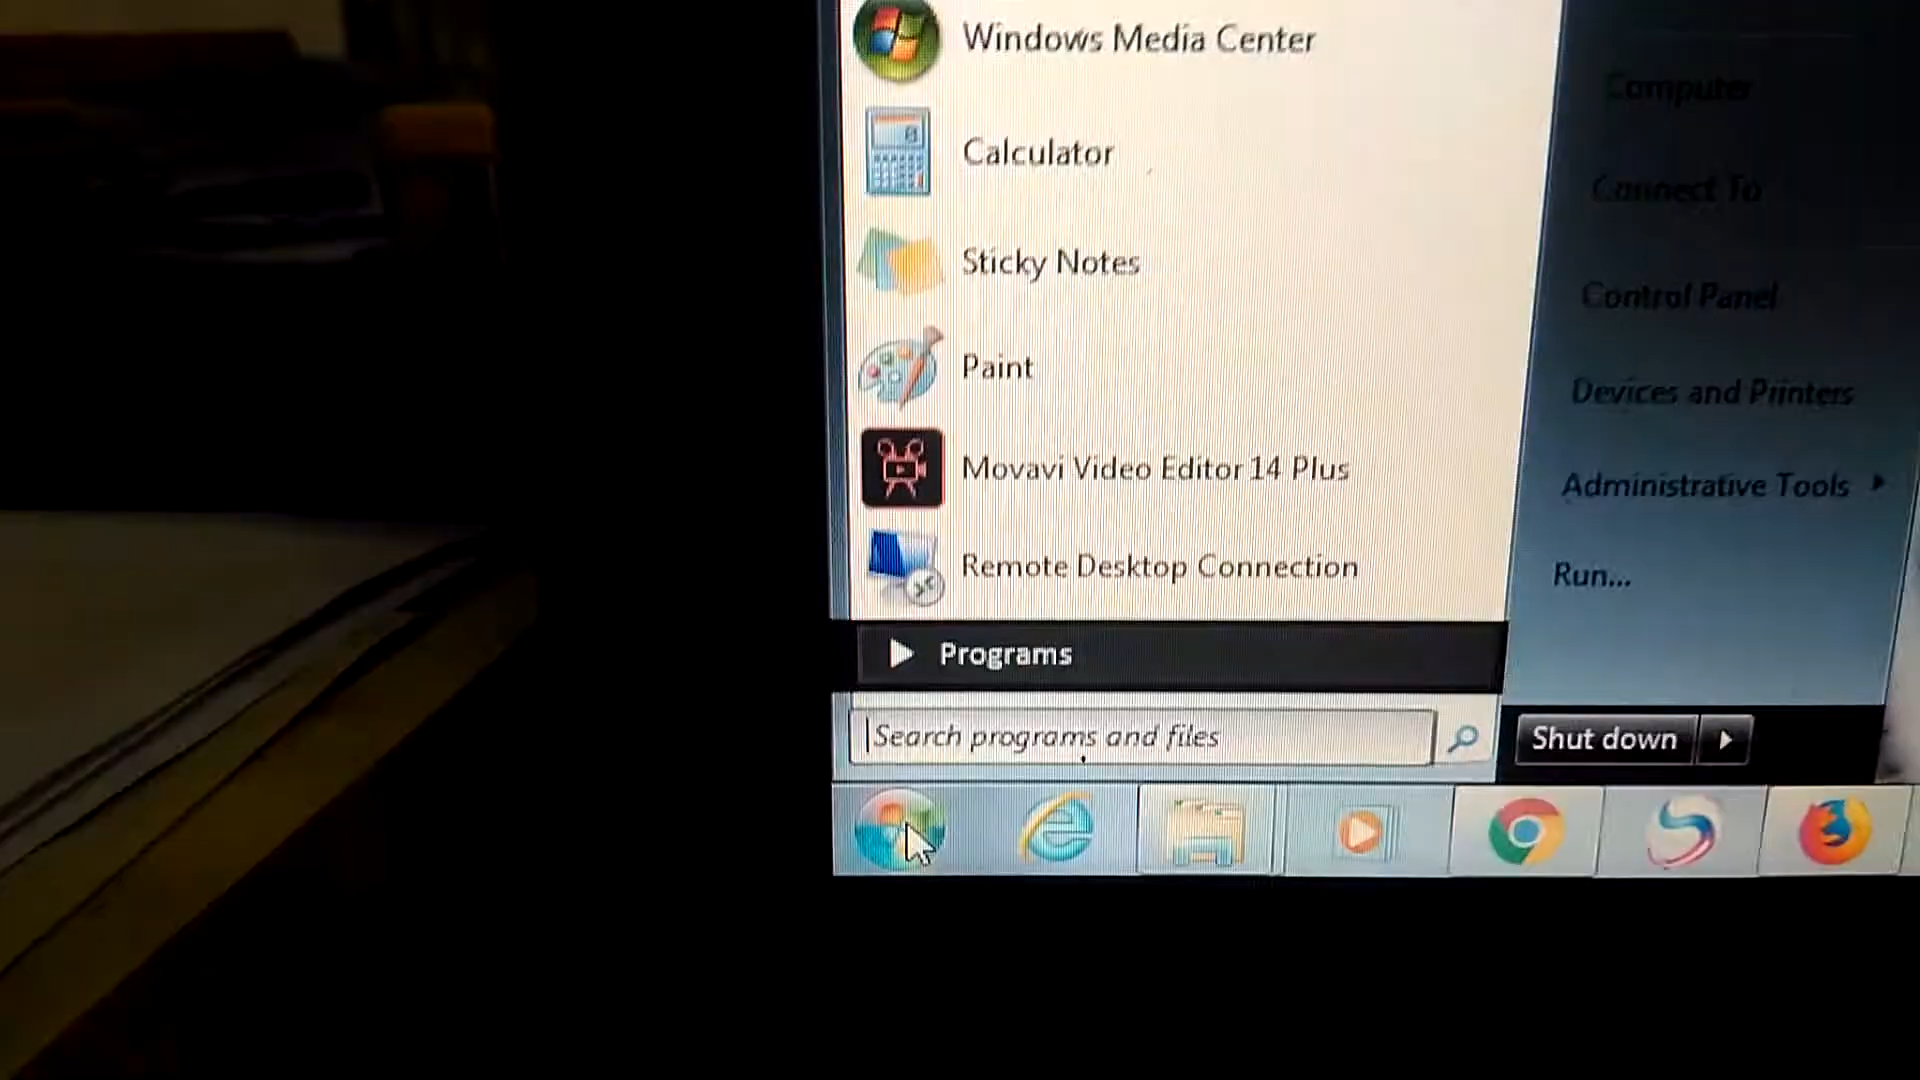 Windows Media Center
Calculator
Sticky Notes
Paint
Movavi Video Editor 14 Plus
Remote Desktop Connection
Programs
Search programs and files
Computer
Connect To
Control Panel
Devices and Printers
Administrative Tools
Run...
Shut down